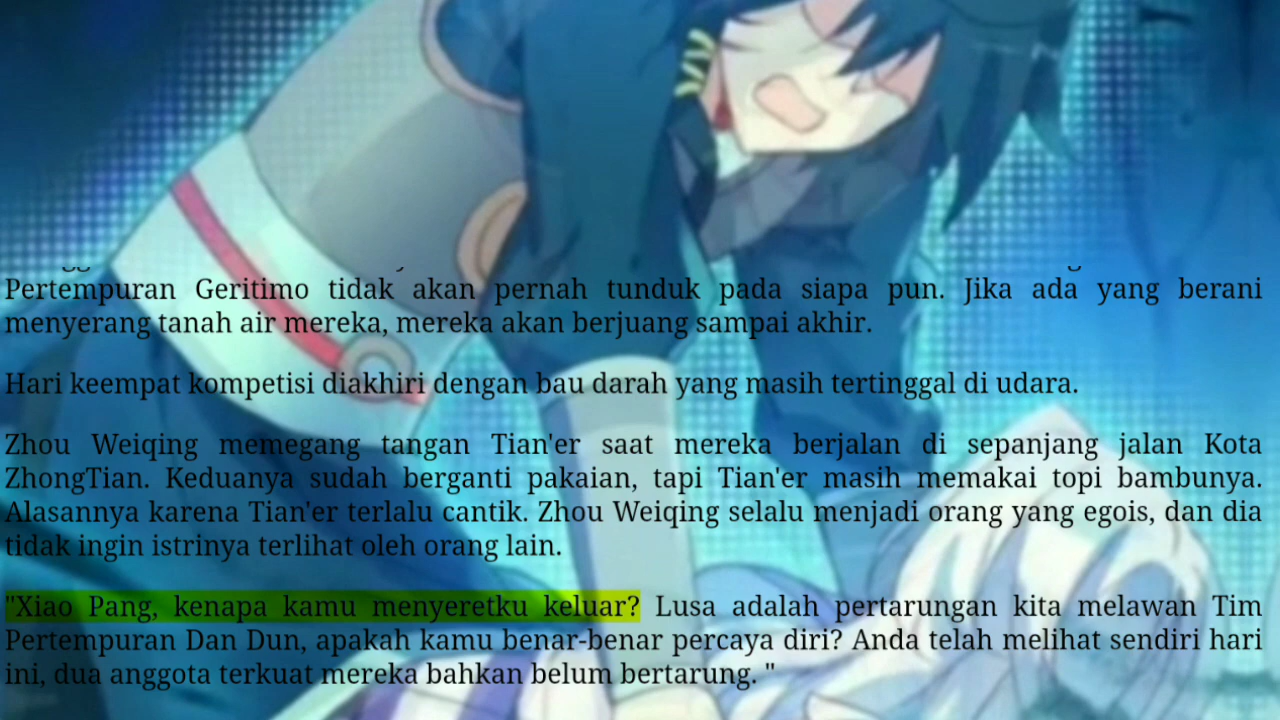 Pertempuran Geritimo tidak akan pernah tunduk pada siapa pun. Jika ada yang berani
menyerang tanah air mereka, mereka akan berjuang sampai akhir.
Hari keempat kompetisi diakhiri dengan bau darah yang masih tertinggal di udara.
Zhou Weiqing memegang tangan Tian'er saat mereka berjalan di sepanjang jalan Kota
ZhongTian. Keduanya sudah berganti pakaian, tapi Tian'er masih memakai topi bambunya.
Alasannya karena Tian'er terlalu cantik. Zhou Weiqing selalu menjadi orang yang egois, dan dia
tidak ingin istrinya terlihat oleh orang lain.
"Xiao Pang, kenapa kamu menyeretku keluar? Lusa adalah pertarungan kita melawan Tim
Pertempuran Dan Dun, apakah kamu benar-benar percaya diri? Anda telah melihat sendiri hari
ini, dua anggota terkuat mereka bahkan belum bertarung. "